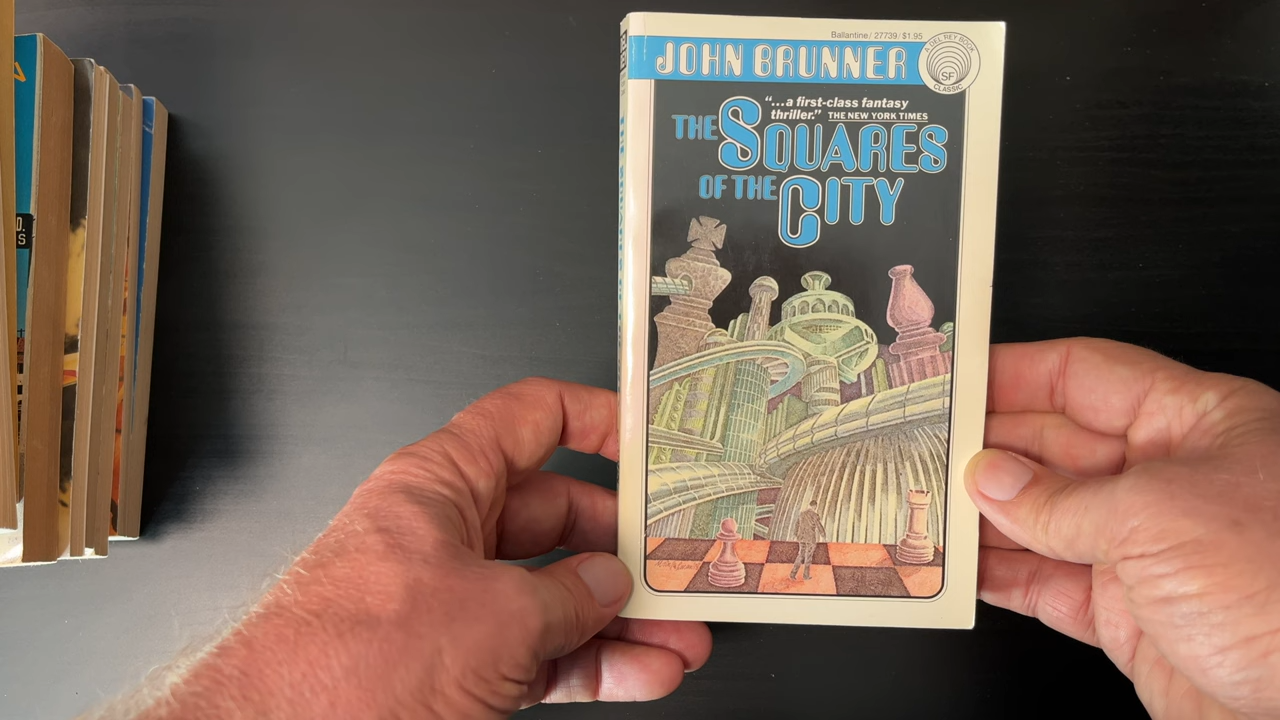 Ballantine/27739/$1.95
JOHN BRUNNER
A DEL REY BOOK
SF
CLASSIC
"...a first-class fantasy
thriller." THE NEW YORK TIMES
THE SQUARES
OF THE CITY
D.
S